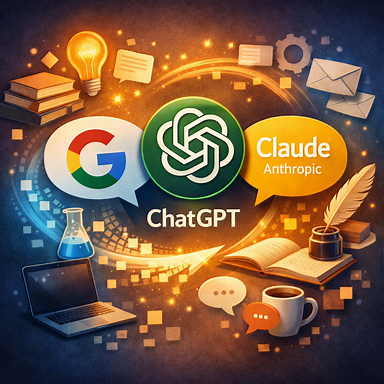 G
Claude
Anthropic
ChatGPT